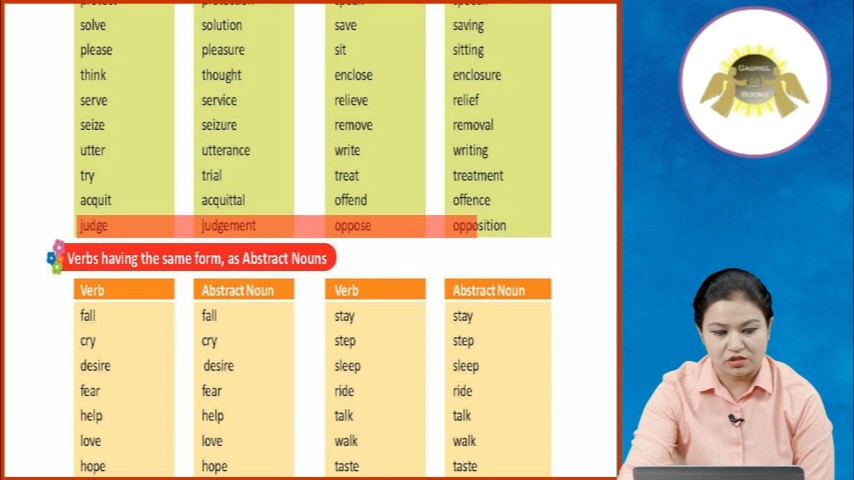 solve solution save saving
please pleasure sit sitting
think thought enclose enclosure
serve service relieve relief
seize seizure remove removal
utter utterance write writing
try trial treat treatment
acquit acquittal offend offence
judge judgement oppose opposition
Verbs having the same form, as Abstract Nouns
Verb Abstract Noun Verb Abstract Noun
fall fall stay stay
cry cry step step
desire desire sleep sleep
fear fear ride ride
help help talk talk
love love walk walk
hope hope taste taste
GABRIEL
BOOKS